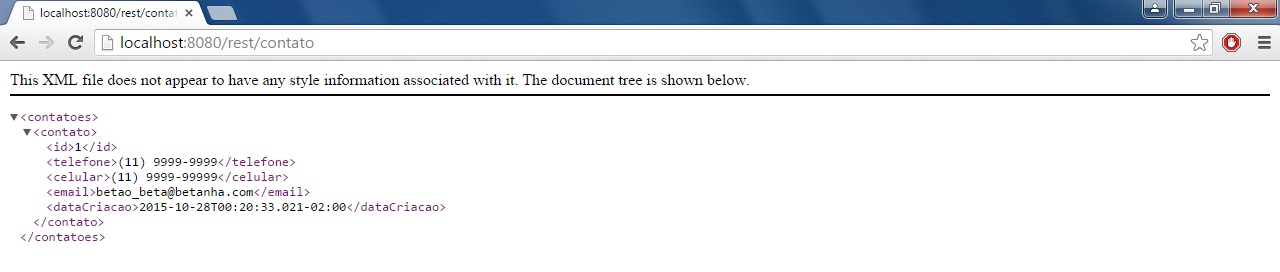 localhost:8080/rest/contat
localhost:8080/rest/contato
This XML file does not appear to have any style information associated with it. The document tree is shown below.
<contatoes>
<contato>
<id>1</id>
<telefone>(11) 9999-9999</telefone>
<celular>(11) 9999-99999</celular>
<email>betao_beta@betanha.com</email>
<dataCriacao>2015-10-28T00:20:33.021-02:00</dataCriacao>
</contato>
</contatoes>